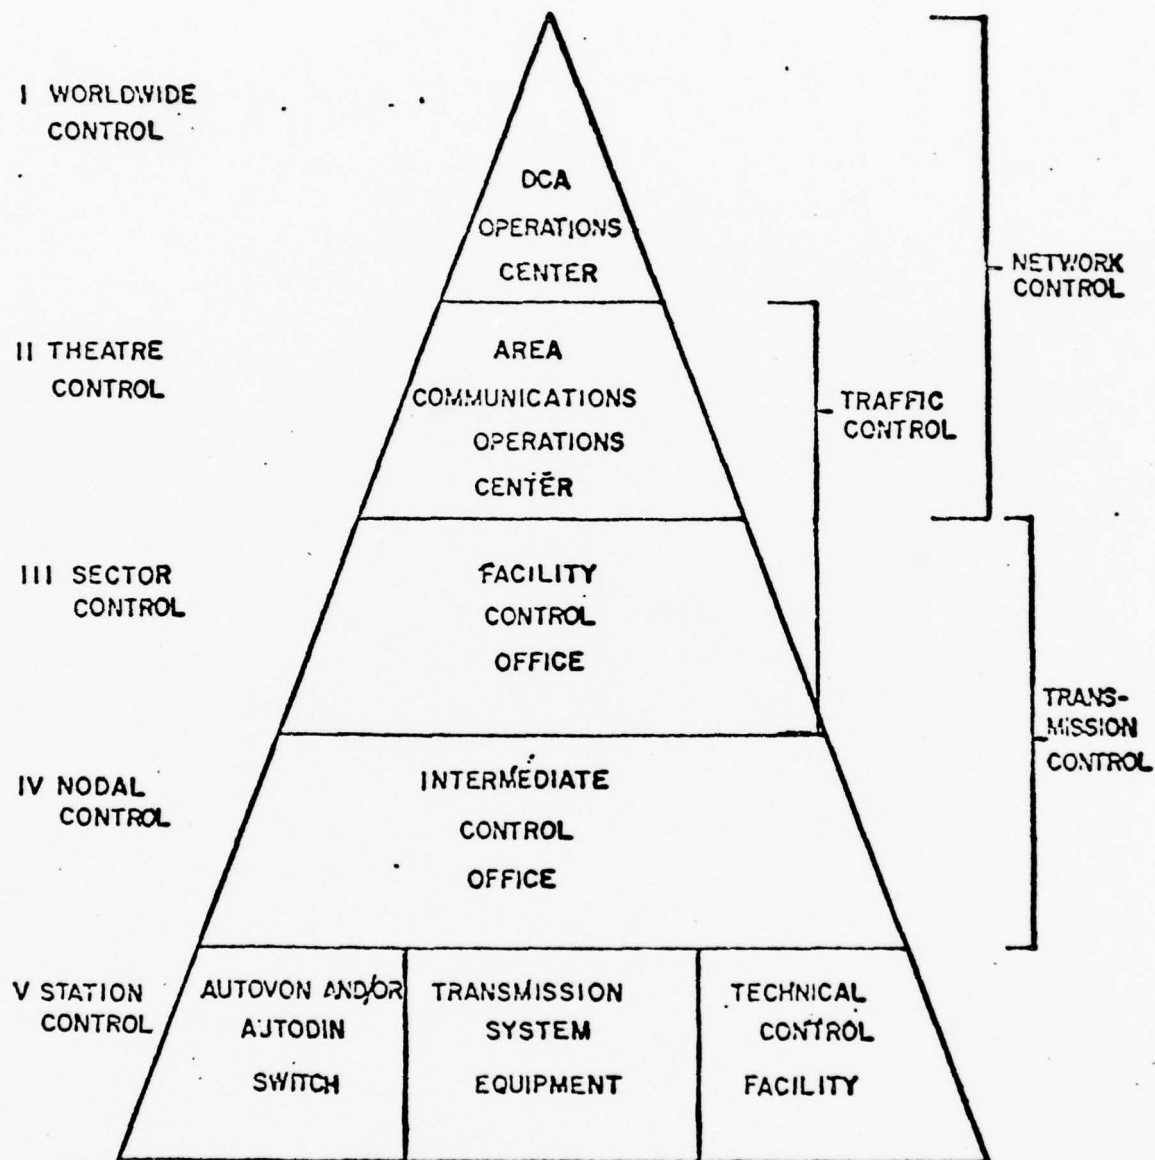 I WORLDWIDE
CONTROL
DCA
OPERATIONS
CENTER
NETWORK
CONTROL
II THEATRE
CONTROL
AREA
COMMUNICATIONS
OPERATIONS
CENTER
TRAFFIC
CONTROL
III SECTOR
CONTROL
FACILITY
CONTROL
OFFICE
TRANS-
MISSION
CONTROL
IV NODAL
CONTROL
INTERMEDIATE
CONTROL
OFFICE
V STATION
CONTROL
AUTOVON AND/OR
AUTODIN
SWITCH
TRANSMISSION
SYSTEM
EQUIPMENT
TECHNICAL
CONTROL
FACILITY